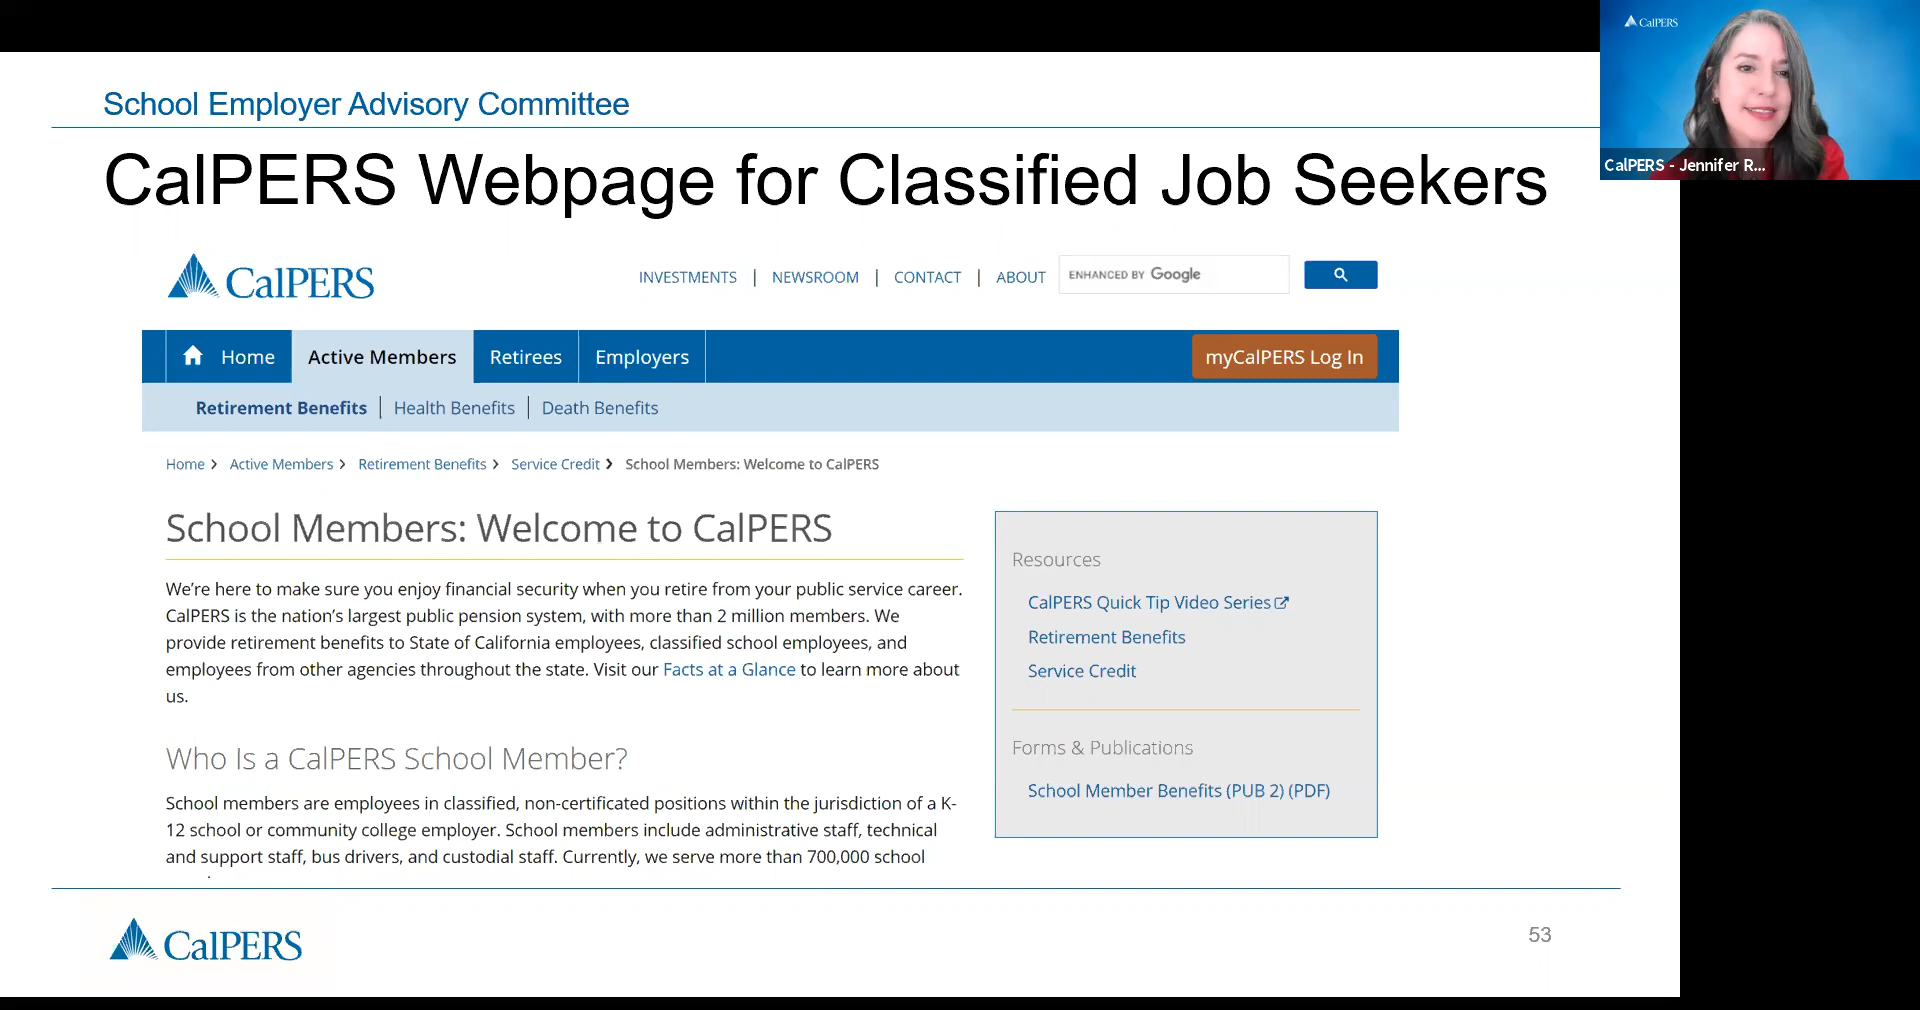 CalPERS
CalPERS - Jennifer R...
School Employer Advisory Committee
CalPERS Webpage for Classified Job Seekers
CalPERS
INVESTMENTS | NEWSROOM | CONTACT | ABOUT
ENHANCED BY Google
Home
Active Members
Retirees
Employers
myCalPERS Log In
Retirement Benefits | Health Benefits | Death Benefits
Home > Active Members > Retirement Benefits > Service Credit > School Members: Welcome to CalPERS
School Members: Welcome to CalPERS
We're here to make sure you enjoy financial security when you retire from your public service career.
CalPERS is the nation's largest public pension system, with more than 2 million members. We
provide retirement benefits to State of California employees, classified school employees, and
employees from other agencies throughout the state. Visit our Facts at a Glance to learn more about
us.
Who Is a CalPERS School Member?
School members are employees in classified, non-certificated positions within the jurisdiction of a K-
12 school or community college employer. School members include administrative staff, technical
and support staff, bus drivers, and custodial staff. Currently, we serve more than 700,000 school
Resources
CalPERS Quick Tip Video Series
Retirement Benefits
Service Credit
Forms & Publications
School Member Benefits (PUB 2) (PDF)
CalPERS
53